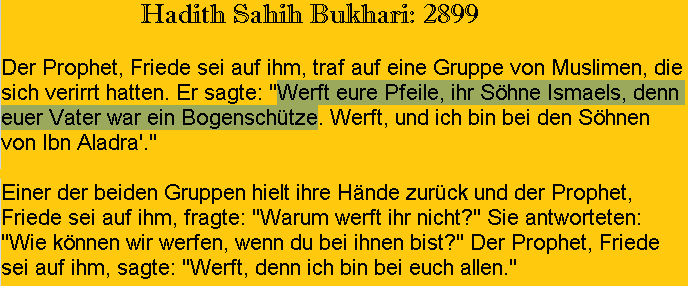 Hadith Sahih Bukhari: 2899
Der Prophet, Friede sei auf ihm, traf auf eine Gruppe von Muslimen, die
sich verirrt hatten. Er sagte: "Werft eure Pfeile, ihr Söhne Ismaels, denn
euer Vater war ein Bogenschütze. Werft, und ich bin bei den Söhnen
von Ibn Aladra'."
Einer der beiden Gruppen hielt ihre Hände zurück und der Prophet,
Friede sei auf ihm, fragte: "Warum werft ihr nicht?" Sie antworteten:
"Wie können wir werfen, wenn du bei ihnen bist?" Der Prophet, Friede
sei auf ihm, sagte: "Werft, denn ich bin bei euch allen."